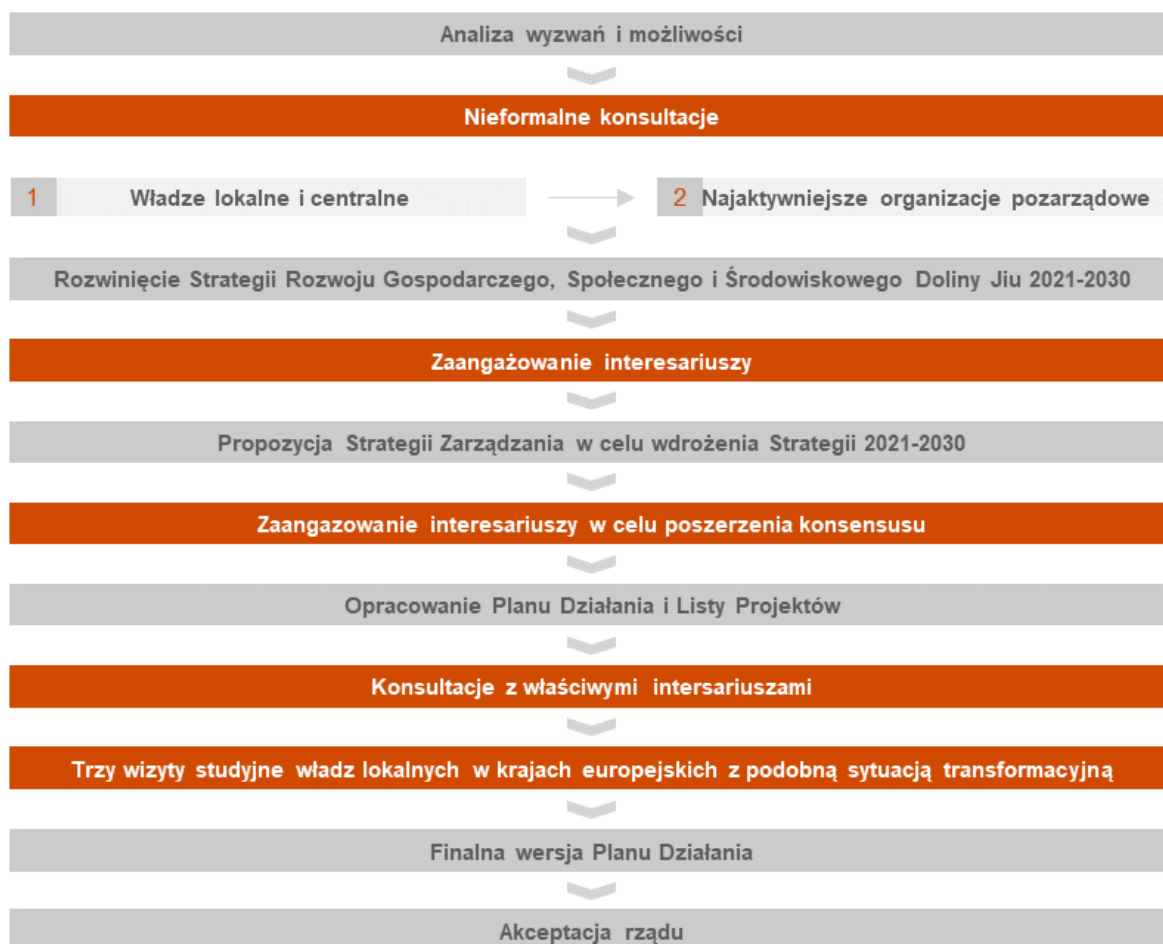 Analiza wyzwań i możliwości
Nieformalne konsultacje
1 Władze lokalne i centralne
2 Najaktywniejsze organizacje pozarządowe
Rozwinięcie Strategii Rozwoju Gospodarczego, Społecznego i Środowiskowego Doliny Jiu 2021-2030
Zaangażowanie interesariuszy
Propozycja Strategii Zarządzania w celu wdrożenia Strategii 2021-2030
Zaangazowanie interesariuszy w celu poszerzenia konsensusu
Opracowanie Planu Działania i Listy Projektów
Konsultacje z właściwymi intersariuszami
Trzy wizyty studyjne władz lokalnych w krajach europejskich z podobną sytuacją transformacyjną
Finalna wersja Planu Działania
Akceptacja rządu